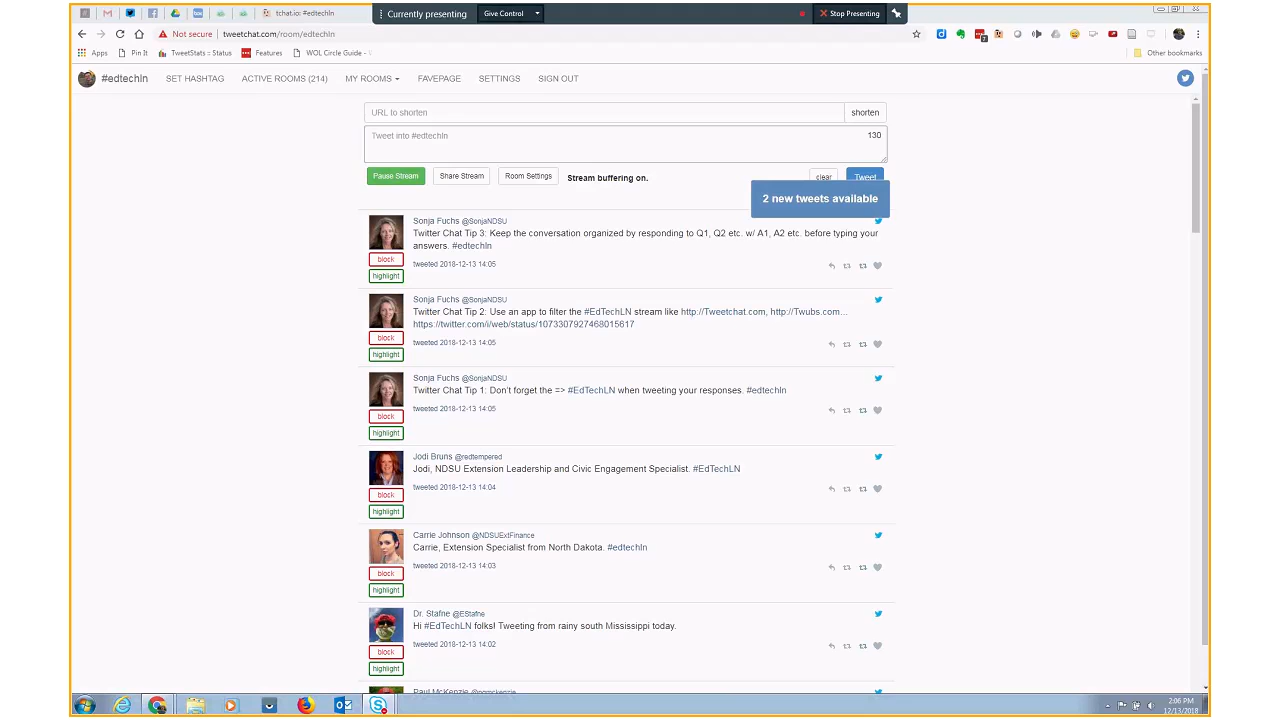 Currently presenting
Give Control
Stop Presenting
tchat.io: #edtechln
Not secure | tweetchat.com/room/edtechln
Apps
Pin It
TweetStats :: Status
Features
WOL Circle Guide -
Other bookmarks
#edtechln
SET HASHTAG
ACTIVE ROOMS (214)
MY ROOMS
FAVEPAGE
SETTINGS
SIGN OUT
URL to shorten
shorten
Tweet into #edtechln
130
Pause Stream
Share Stream
Room Settings
Stream buffering on.
clear
Tweet
2 new tweets available
Sonja Fuchs @SonjaNDSU
Twitter Chat Tip 3: Keep the conversation organized by responding to Q1, Q2 etc. w/ A1, A2 etc. before typing your
answers. #edtechln
block
tweeted 2018-12-13 14:05
highlight
Sonja Fuchs @SonjaNDSU
Twitter Chat Tip 2: Use an app to filter the #EdTechLN stream like http://Tweetchat.com, http://Twubs.com...
https://twitter.com/i/web/status/1073307927468015617
block
tweeted 2018-12-13 14:05
highlight
Sonja Fuchs @SonjaNDSU
Twitter Chat Tip 1: Don't forget the => #EdTechLN when tweeting your responses. #edtechln
tweeted 2018-12-13 14:05
block
highlight
Jodi Bruns @redtempered
Jodi, NDSU Extension Leadership and Civic Engagement Specialist. #EdTechLN
tweeted 2018-12-13 14:04
block
highlight
Carrie Johnson @NDSUExtFinance
Carrie, Extension Specialist from North Dakota. #edtechln
tweeted 2018-12-13 14:03
block
highlight
Dr. Stafne @EStafne
Hi #EdTechLN folks! Tweeting from rainy south Mississippi today.
tweeted 2018-12-13 14:02
block
highlight
Paul McKenzie @pgmckenzie
2:06 PM
12/13/2018